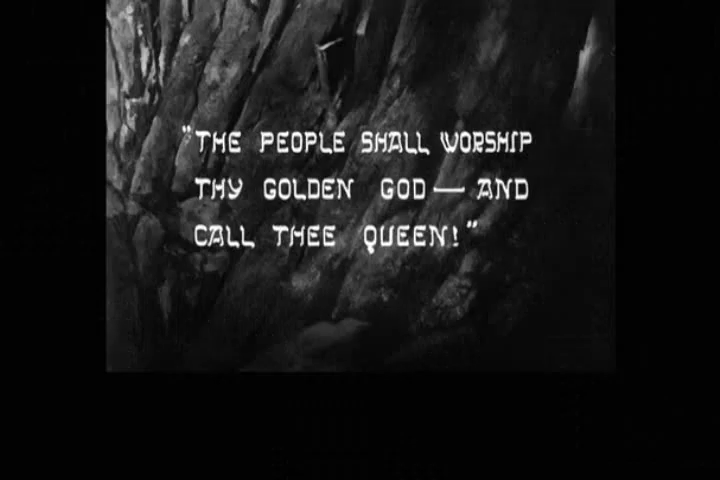 "THE PEOPLE SHALL WORSHIP
THY GOLDEN GOD — AND
CALL THEE QUEEN!"